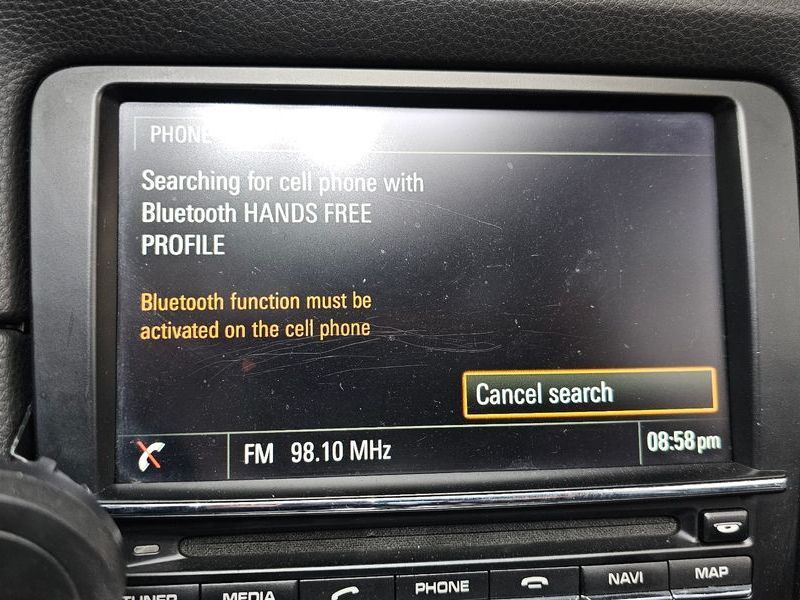 PHONE
Searching for cell phone with
Bluetooth HANDS FREE
PROFILE
Bluetooth function must be
activated on the cell phone
Cancel search
FM 98.10 MHz
08:58pm
TUNER MEDIA PHONE NAVI MAP